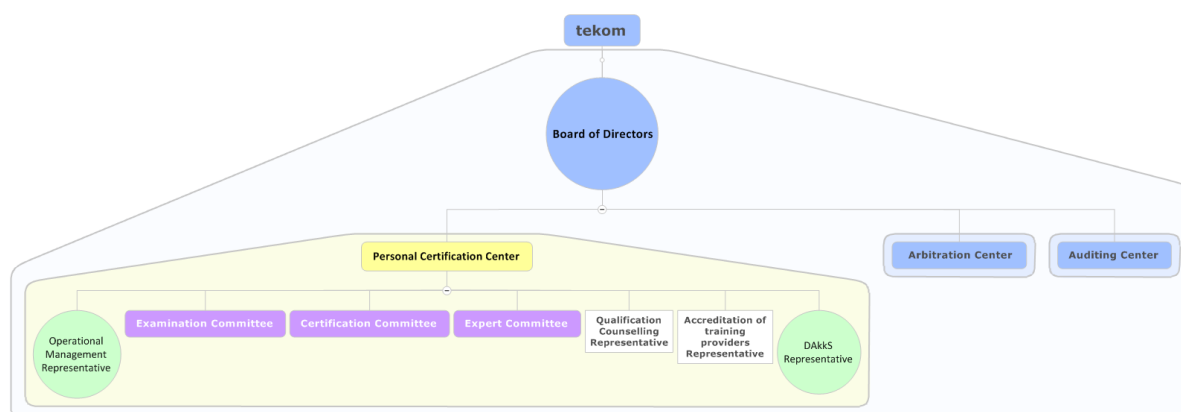 tekom
Board of Directors
Personal Certification Center
Arbitration Center
Auditing Center
Operational
Management
Representative
Examination Committee
Certification Committee
Expert Committee
Qualification
Counselling
Representative
Accreditation of
training
providers
Representative
DAkkS
Representative